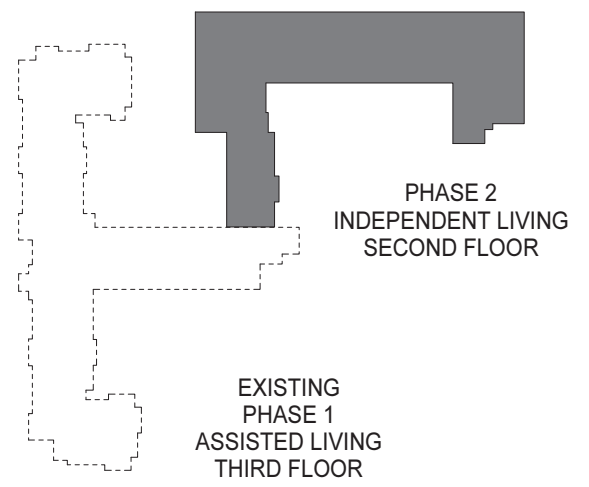 PHASE 2
INDEPENDENT LIVING
SECOND FLOOR
EXISTING
PHASE 1
ASSISTED LIVING
THIRD FLOOR